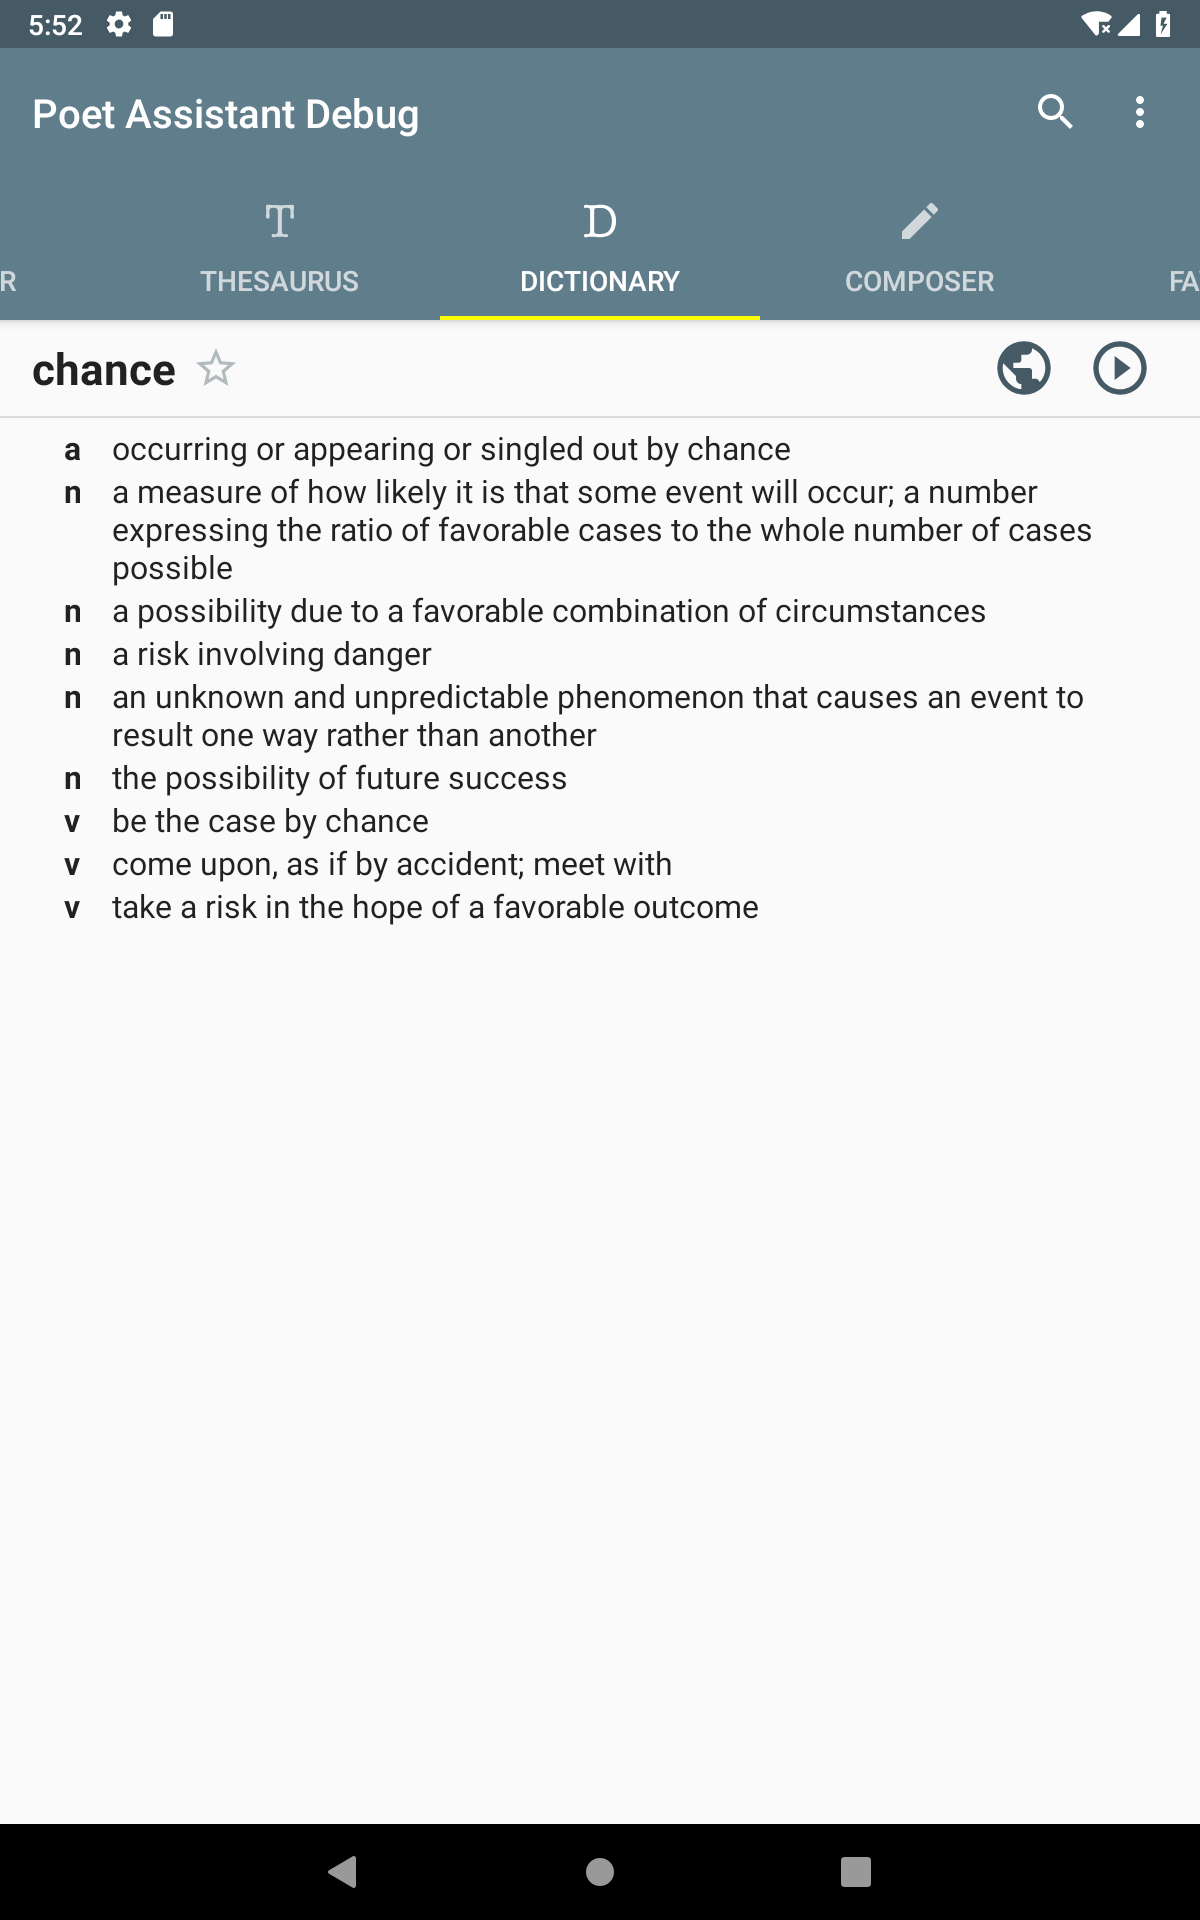 5:52
Poet Assistant Debug
R
T
THESAURUS
D
DICTIONARY
COMPOSER
FA
chance
a occurring or appearing or singled out by chance
n a measure of how likely it is that some event will occur; a number
expressing the ratio of favorable cases to the whole number of cases
possible
n a possibility due to a favorable combination of circumstances
n a risk involving danger
n an unknown and unpredictable phenomenon that causes an event to
result one way rather than another
n the possibility of future success
v be the case by chance
v come upon, as if by accident; meet with
v take a risk in the hope of a favorable outcome